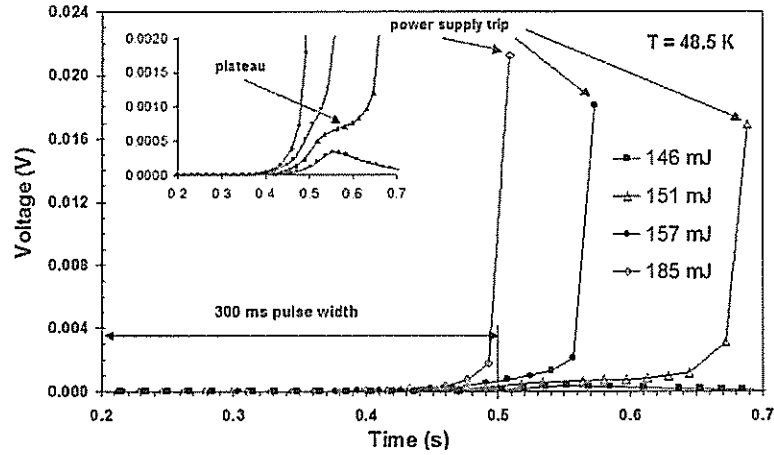 0.024
0.020
0.016
0.012
0.008
0.004
0.000
Voltage (V)
0.2 0.3 0.4 0.5 0.6 0.7
Time (s)
0.0020
0.0015
0.0010
0.0005
0.0000
0.2 0.3 0.4 0.5 0.6 0.7
plateau
power supply trip
T = 48.5 K
146 mJ
151 mJ
157 mJ
185 mJ
300 ms pulse width